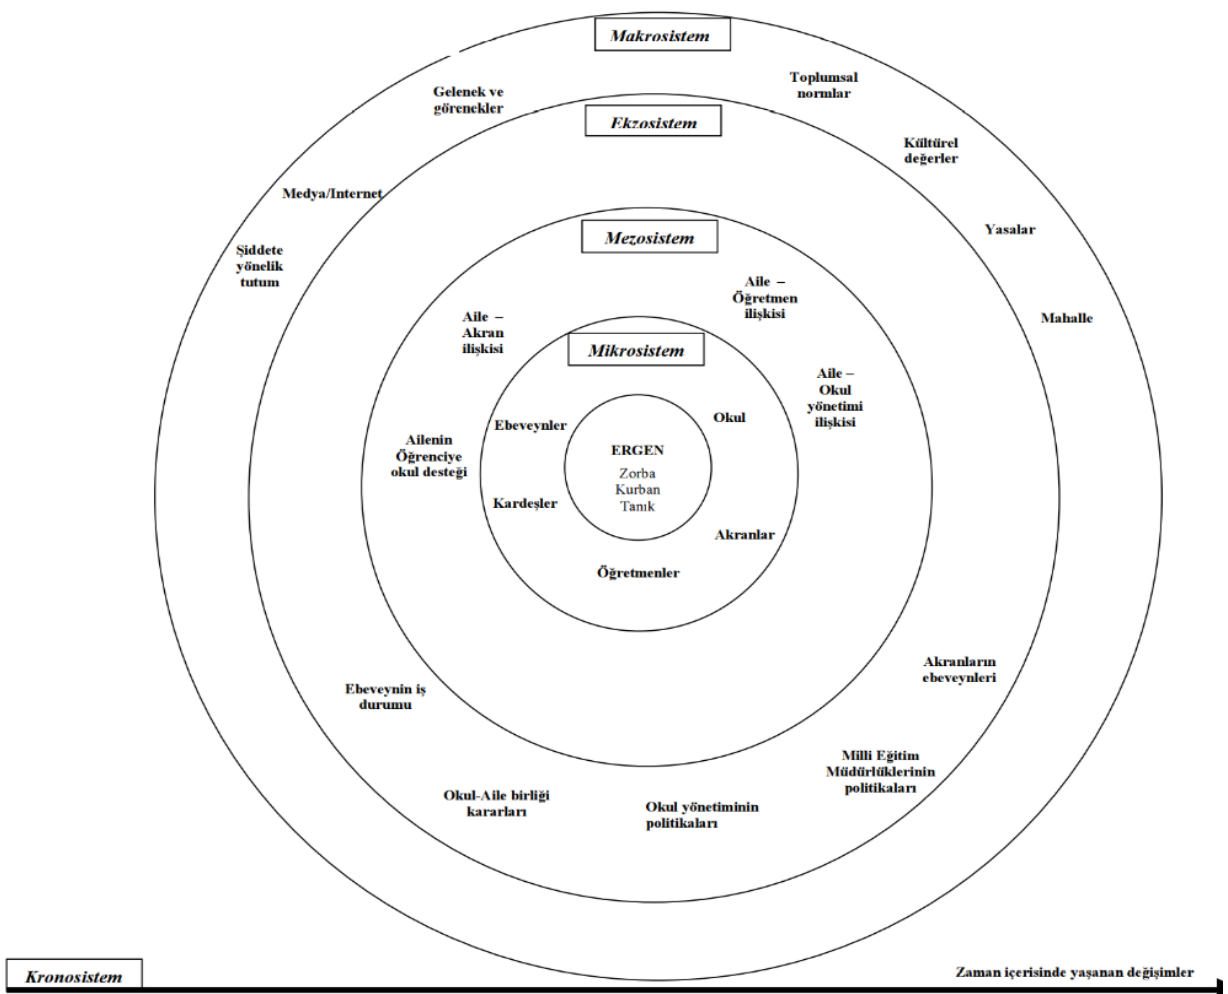 Makrosistem
Gelenek ve
görenekler
Toplumsal
normlar
Kültürel
değerler
Medya/Internet
Yasalar
Şiddete
yönelik
tutum
Mahalle
Ekzosistem
Mezosistem
Aile –
Akran
ilişkisi
Aile –
Öğretmen
ilişkisi
Aile –
Okul
yönetimi
ilişkisi
Ailenin
Öğrenciye
okul desteği
Mikrosistem
Ebeveynler
Okul
Kardeşler
Akranlar
Öğretmenler
ERGEN
Zorba
Kurban
Tanık
Akranların
ebeveynleri
Ebeveynin iş
durumu
Milli Eğitim
Müdürlüklerinin
politikaları
Okul-Aile birliği
kararları
Okul yönetiminin
politikaları
Kronosistem
Zaman içerisinde yaşanan değişimler